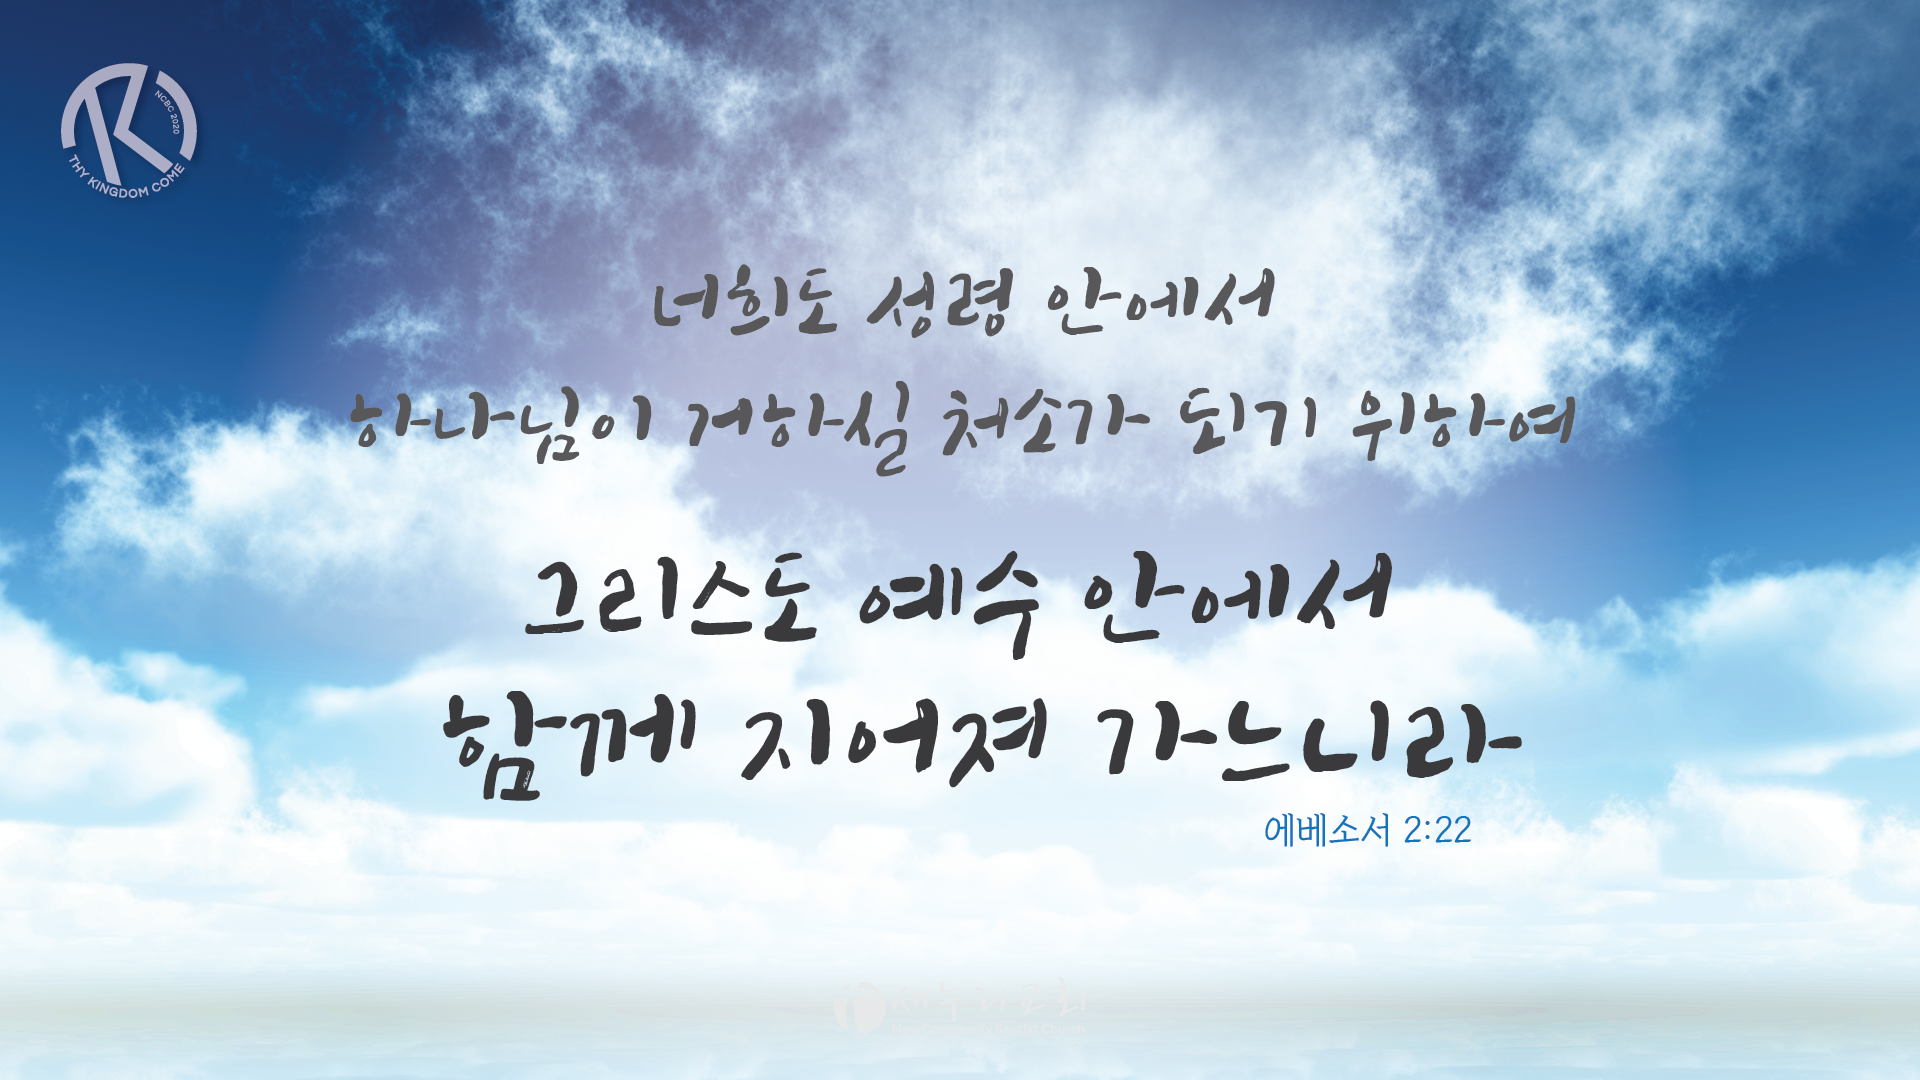 NCBC 2020
THY KINGDOM COME
너희도 성령 안에서
하나님이 거하실 처소가 되기 위하여
그리스도 예수 안에서
함께 지어져 가느니라
에베소서 2:22